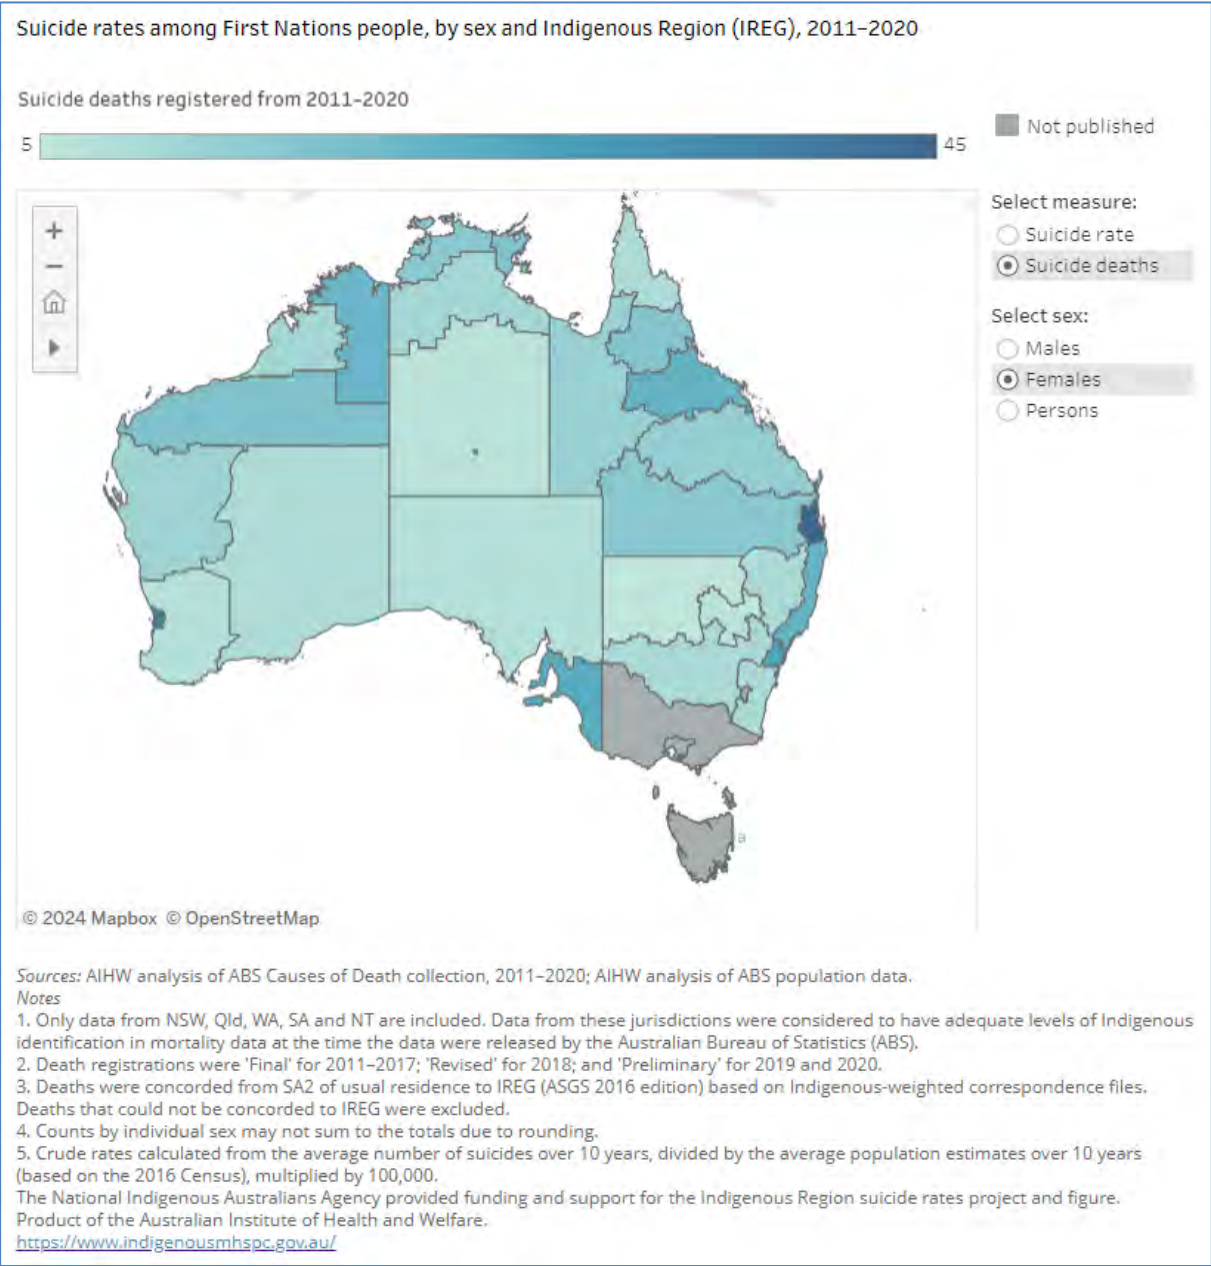 Suicide rates among First Nations people, by sex and Indigenous Region (IREG), 2011–2020
Suicide deaths registered from 2011–2020
5
45
Not published
Select measure:
Suicide rate
Suicide deaths
Select sex:
Males
Females
Persons
a
© 2024 Mapbox © OpenStreetMap
Sources: AIHW analysis of ABS Causes of Death collection, 2011–2020; AIHW analysis of ABS population data.
Notes
1. Only data from NSW, Qld, WA, SA and NT are included. Data from these jurisdictions were considered to have adequate levels of Indigenous
identification in mortality data at the time the data were released by the Australian Bureau of Statistics (ABS).
2. Death registrations were 'Final' for 2011–2017; 'Revised' for 2018; and 'Preliminary' for 2019 and 2020.
3. Deaths were concorded from SA2 of usual residence to IREG (ASGS 2016 edition) based on Indigenous-weighted correspondence files.
Deaths that could not be concorded to IREG were excluded.
4. Counts by individual sex may not sum to the totals due to rounding.
5. Crude rates calculated from the average number of suicides over 10 years, divided by the average population estimates over 10 years
(based on the 2016 Census), multiplied by 100,000.
The National Indigenous Australians Agency provided funding and support for the Indigenous Region suicide rates project and figure.
Product of the Australian Institute of Health and Welfare.
https://www.indigenousmhspc.gov.au/